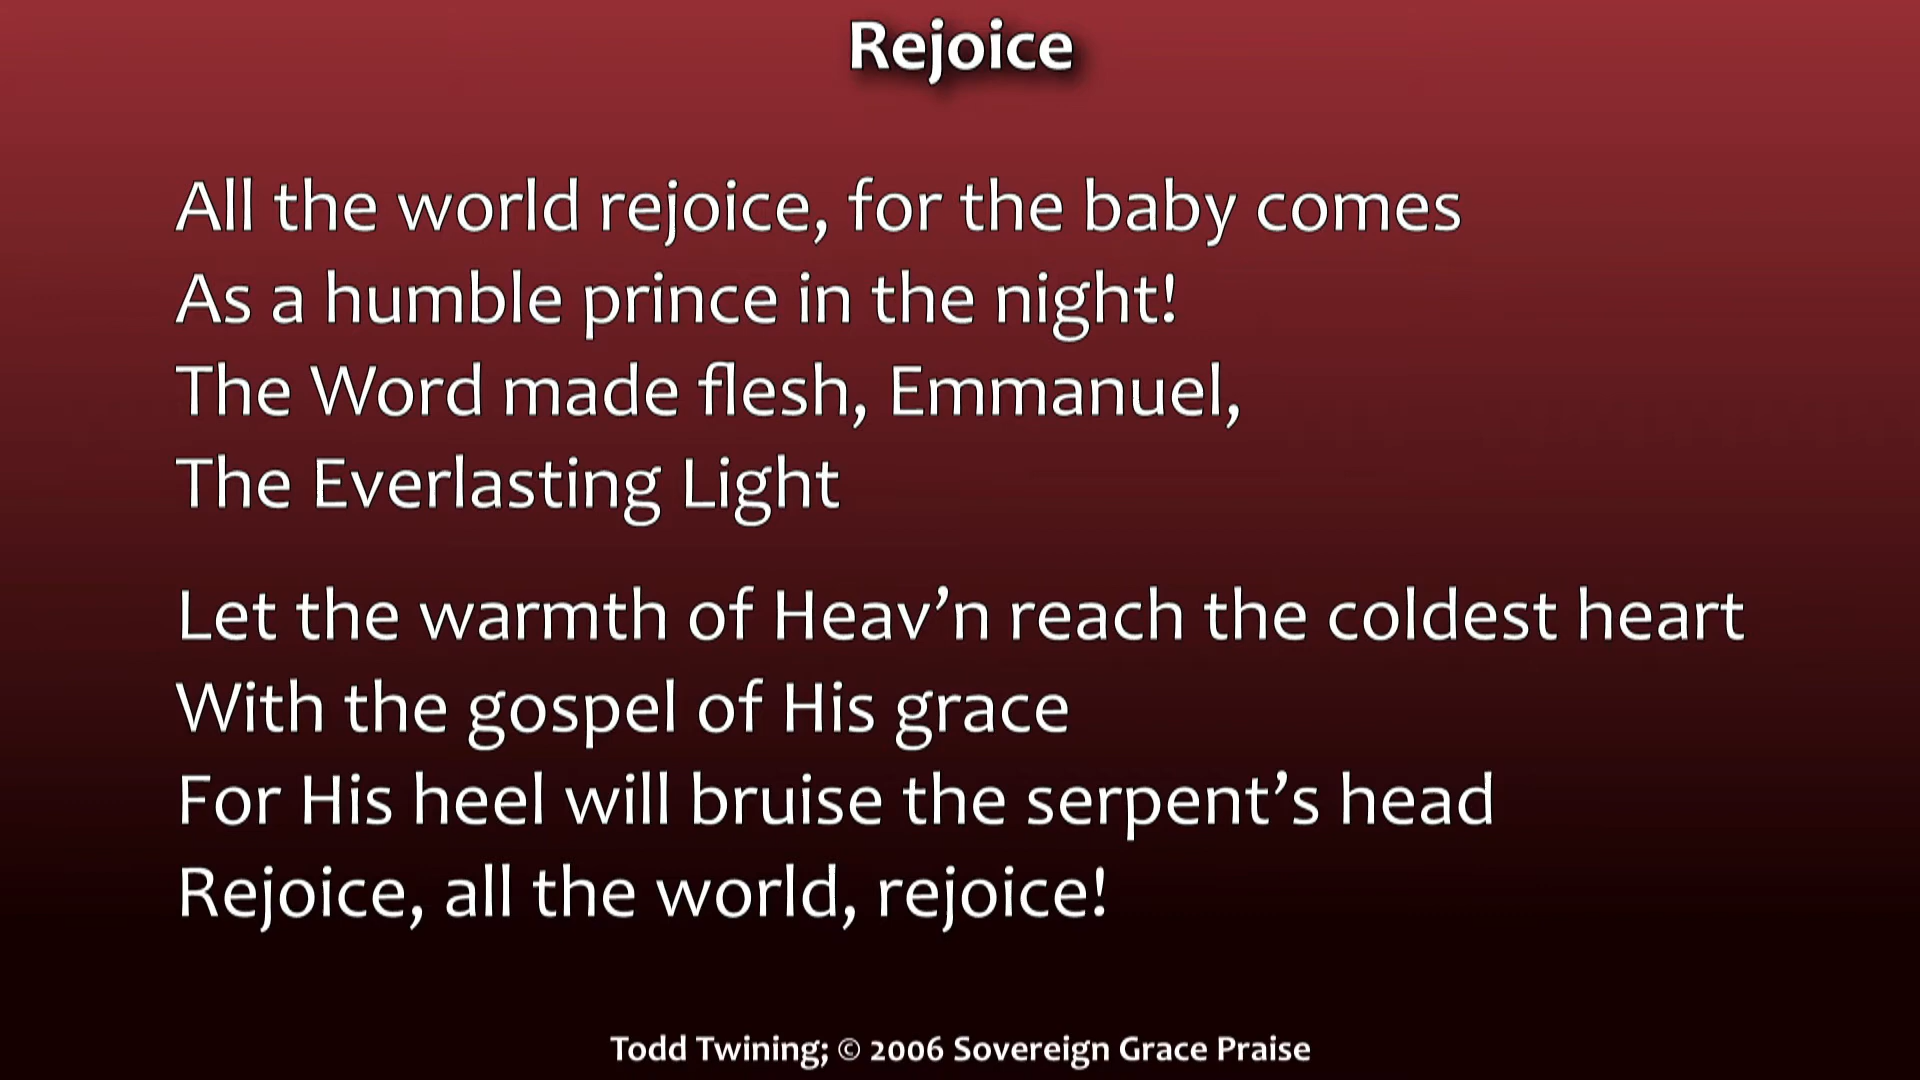 Rejoice
All the world rejoice, for the baby comes
As a humble prince in the night!
The Word made flesh, Emmanuel,
The Everlasting Light
Let the warmth of Heav’n reach the coldest heart
With the gospel of His grace
For His heel will bruise the serpent’s head
Rejoice, all the world, rejoice!
Todd Twining; © 2006 Sovereign Grace Praise